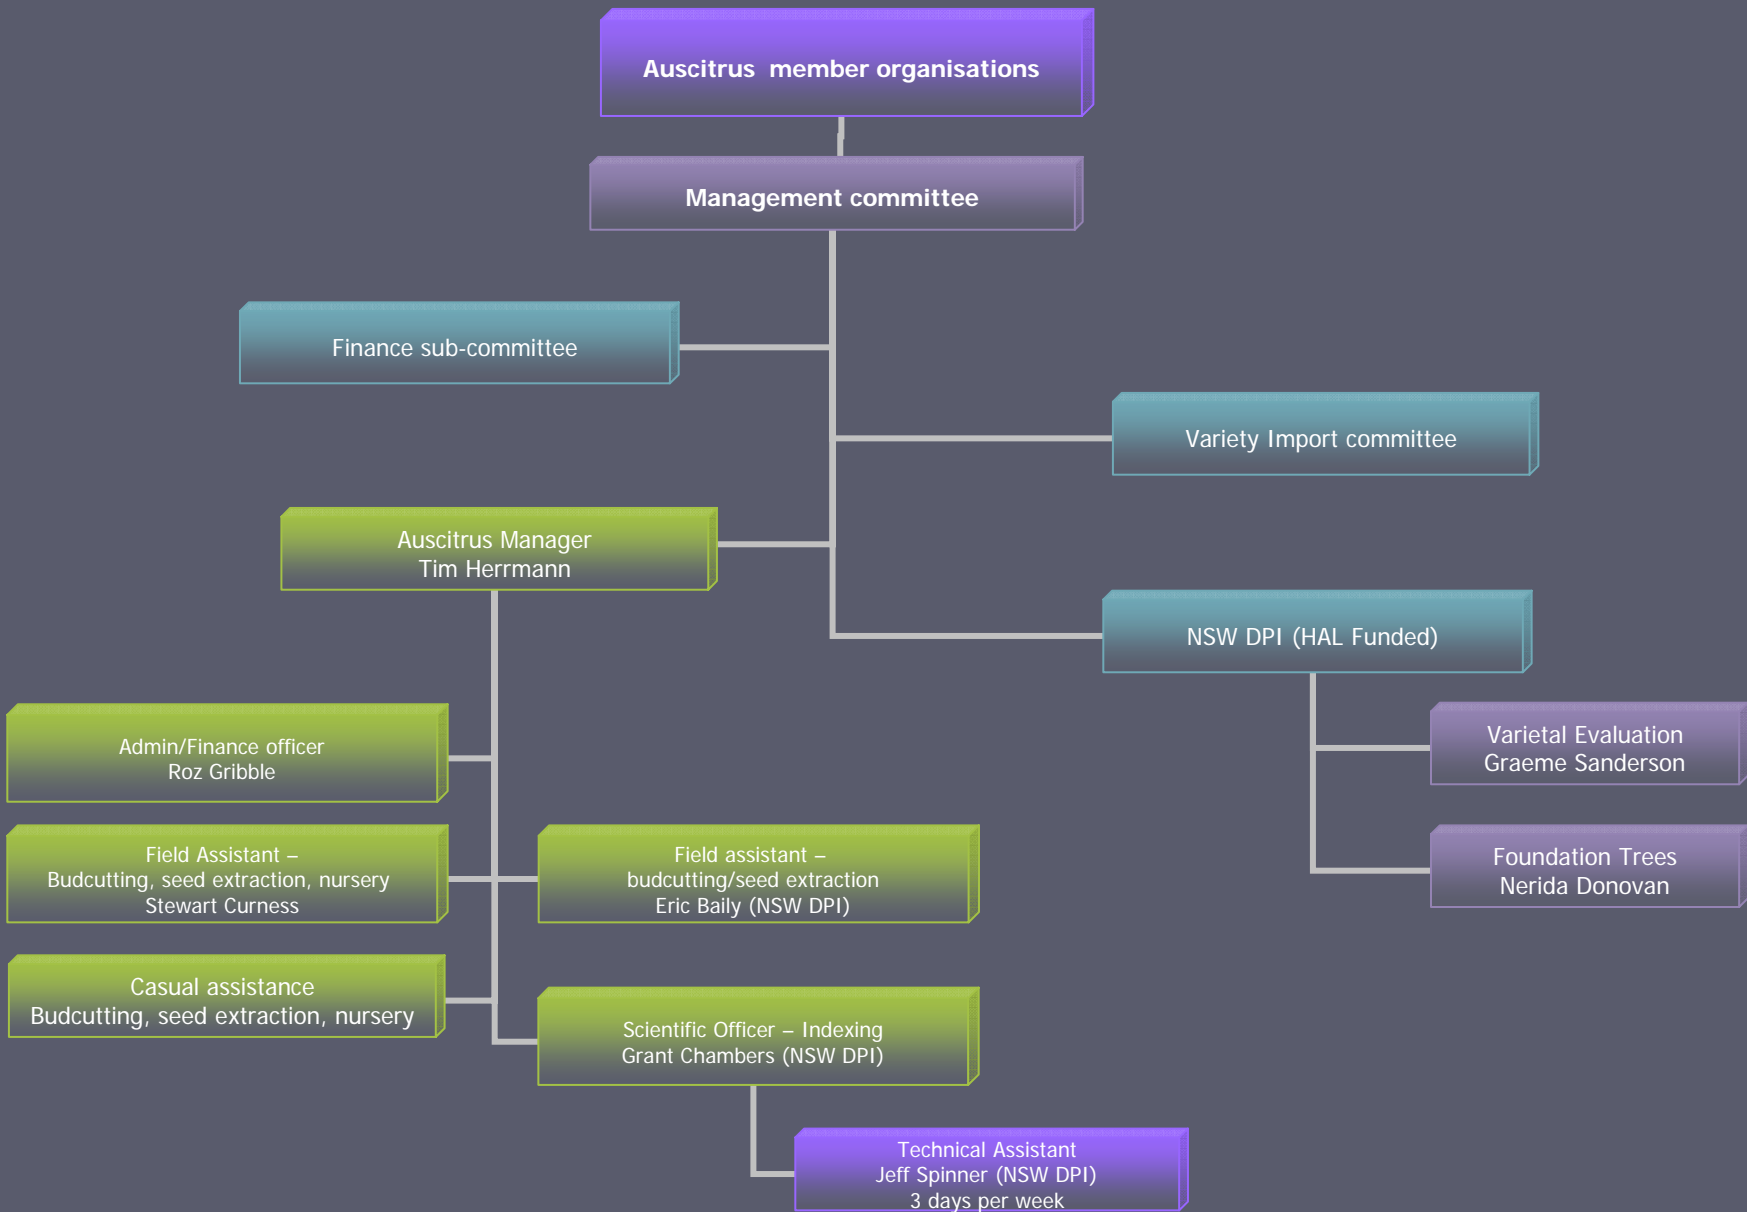 Auscitrus member organisations
Management committee
Finance sub-committee
Variety Import committee
Auscitrus Manager
Tim Herrmann
NSW DPI (HAL Funded)
Admin/Finance officer
Roz Gribble
Varietal Evaluation
Graeme Sanderson
Field Assistant –
Budcutting, seed extraction, nursery
Stewart Curness
Field assistant –
budcutting/seed extraction
Eric Baily (NSW DPI)
Foundation Trees
Nerida Donovan
Casual assistance
Budcutting, seed extraction, nursery
Scientific Officer – Indexing
Grant Chambers (NSW DPI)
Technical Assistant
Jeff Spinner (NSW DPI)
3 days per week